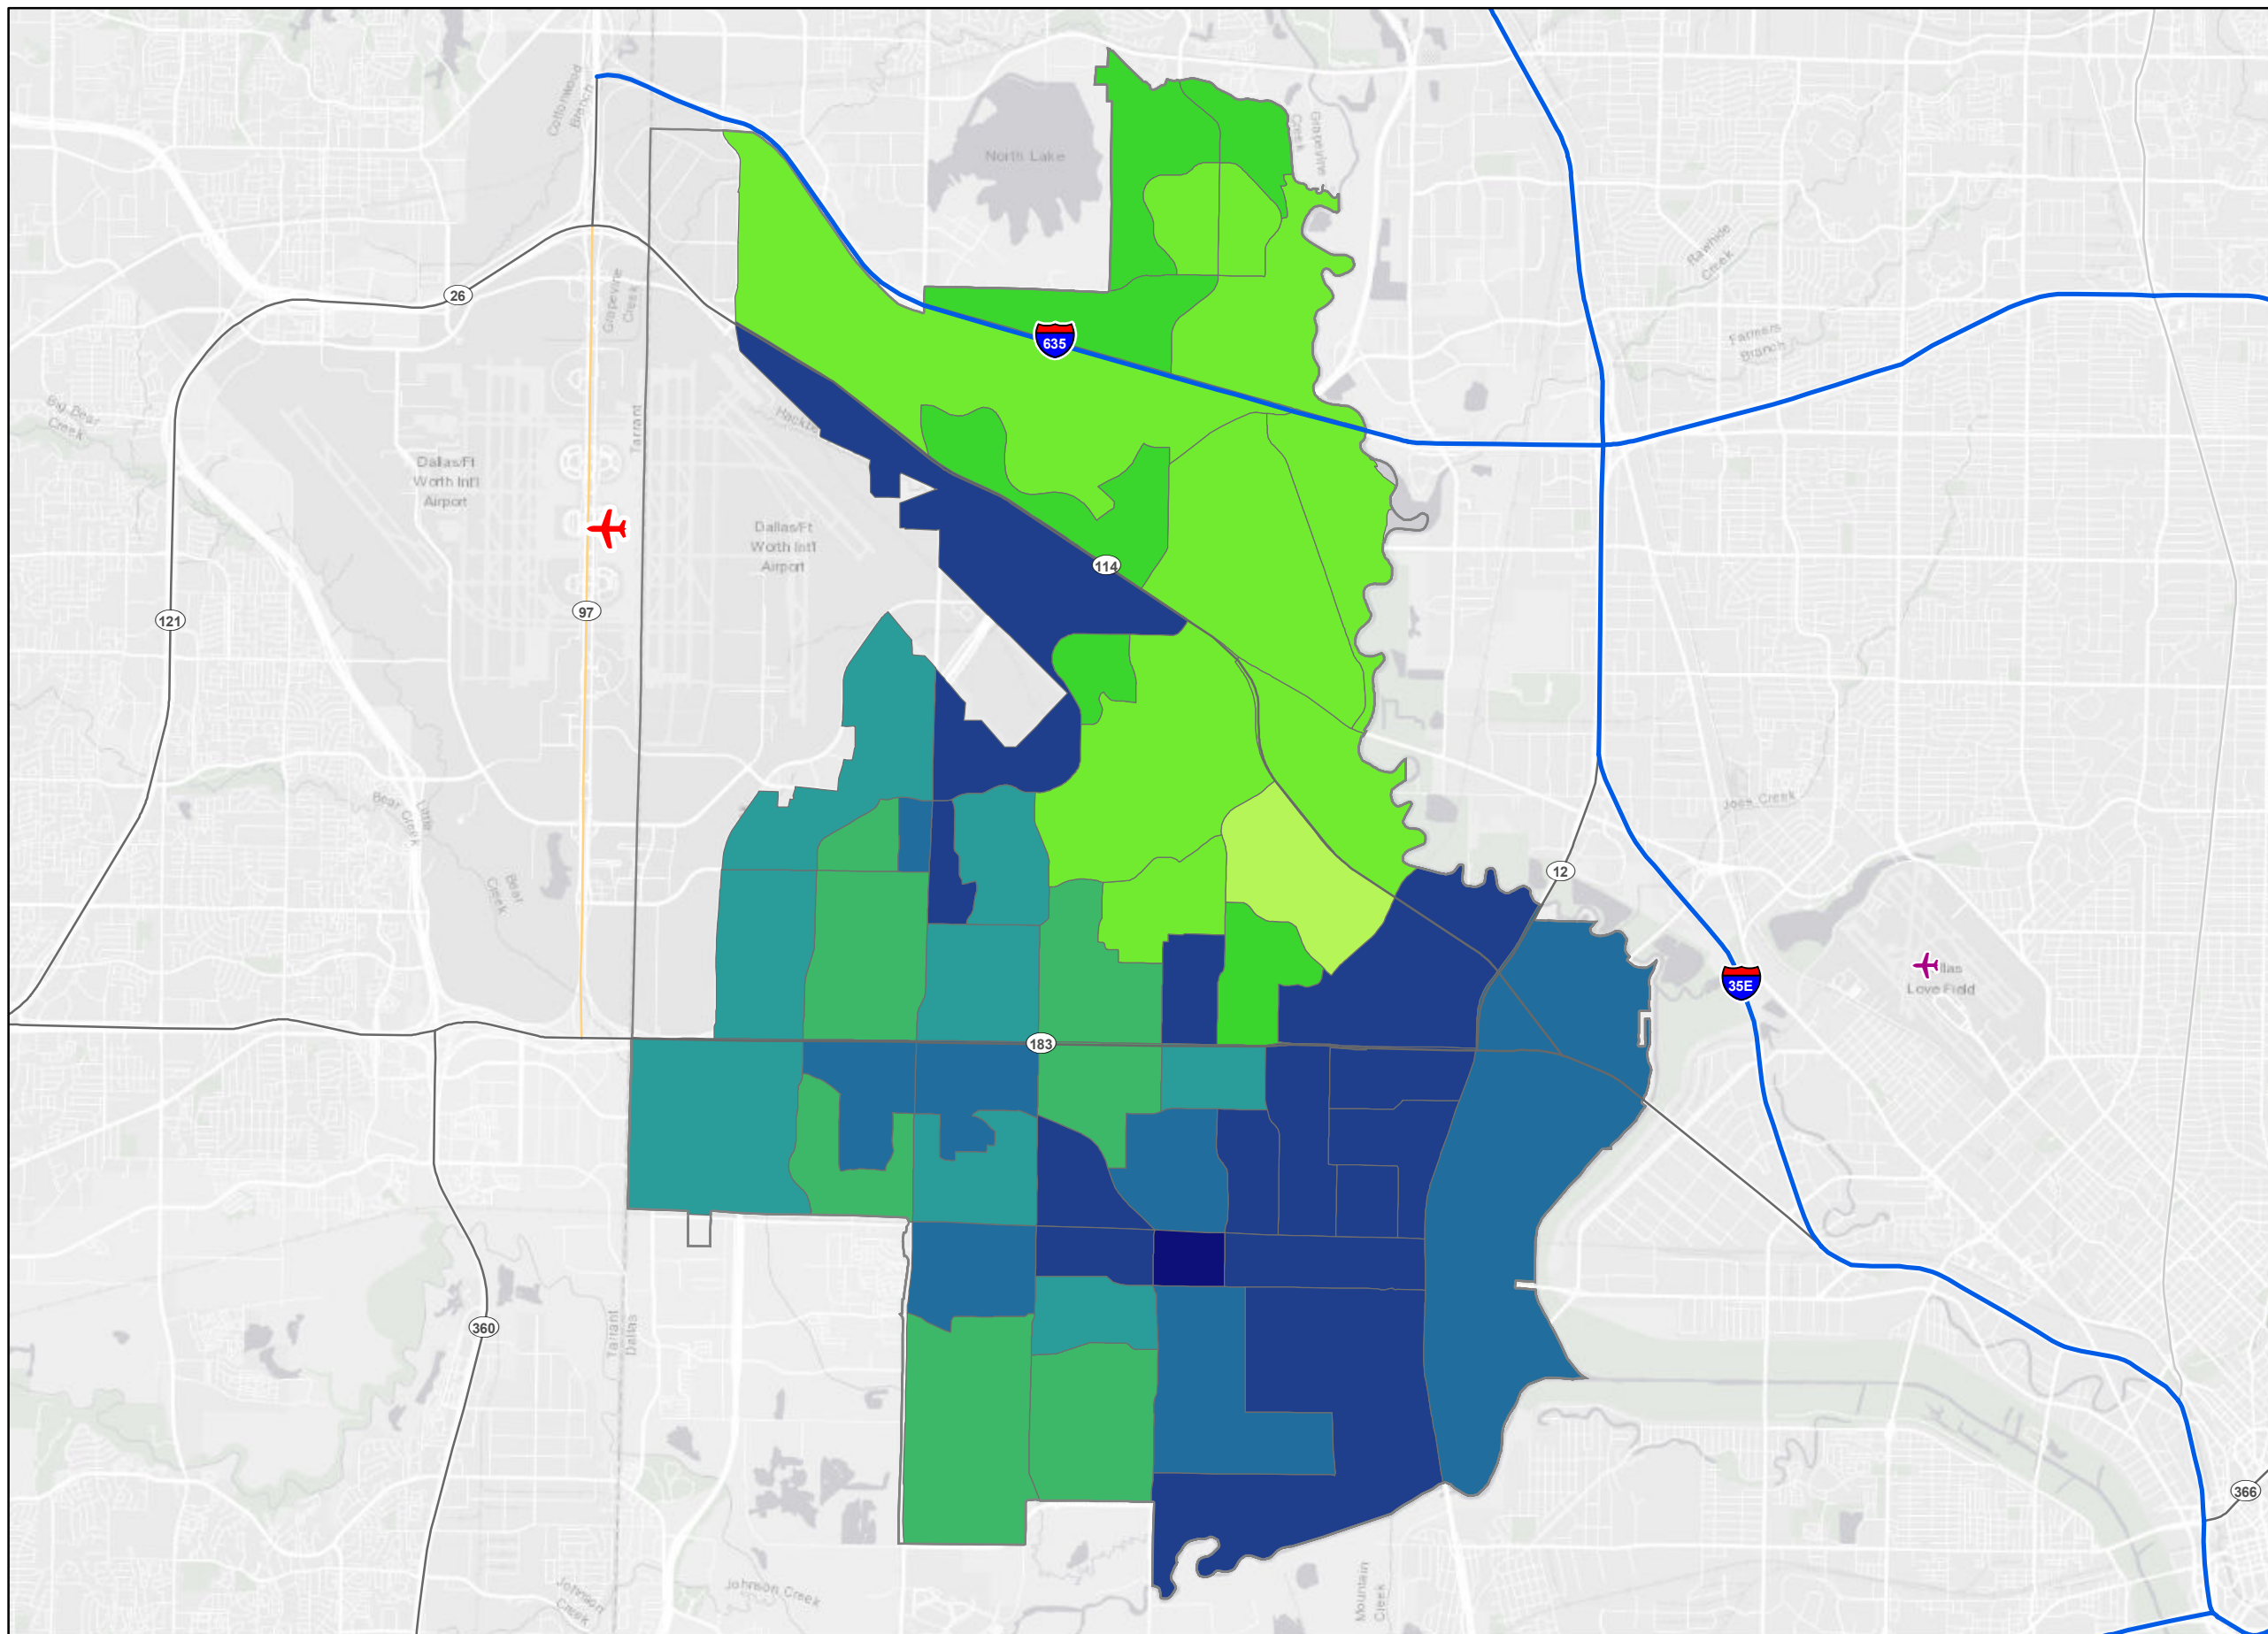 Cottonwood
Branch
North Lake
Grapevine
Creek
Rawhide
Creek
26
Grapevine
Creek
635
Farmers
Branch
Big Bear
Creek
Tarrant
Dallas/Ft
Worth Int'l
Airport
Dallas/Ft
Worth Int'l
Airport
114
97
121
Little
Bear Creek
Joes Creek
12
Bear
Creek
Love Field
35E
183
360
Tarrant
Dallas
366
Johnson
Creek
Johnson Creek
Mountain
Creek